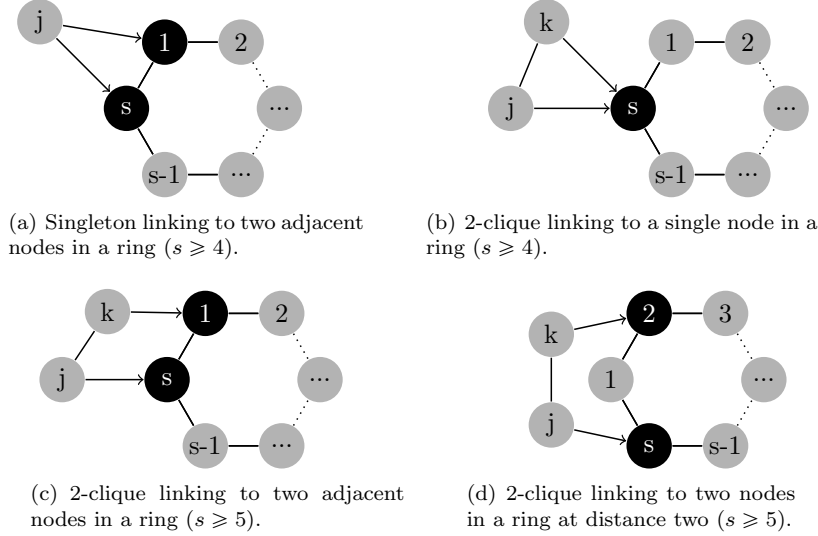 j
1
2
s
...
s-1
...
k
1
2
j
s
...
s-1
...
(a) Singleton linking to two adjacent
nodes in a ring (s ⩾ 4).
(b) 2-clique linking to a single node in a
ring (s ⩾ 4).
k
1
2
j
s
...
s-1
...
k
2
3
1
...
j
s
s-1
(c) 2-clique linking to two adjacent
nodes in a ring (s ⩾ 5).
(d) 2-clique linking to two nodes
in a ring at distance two (s ⩾ 5).